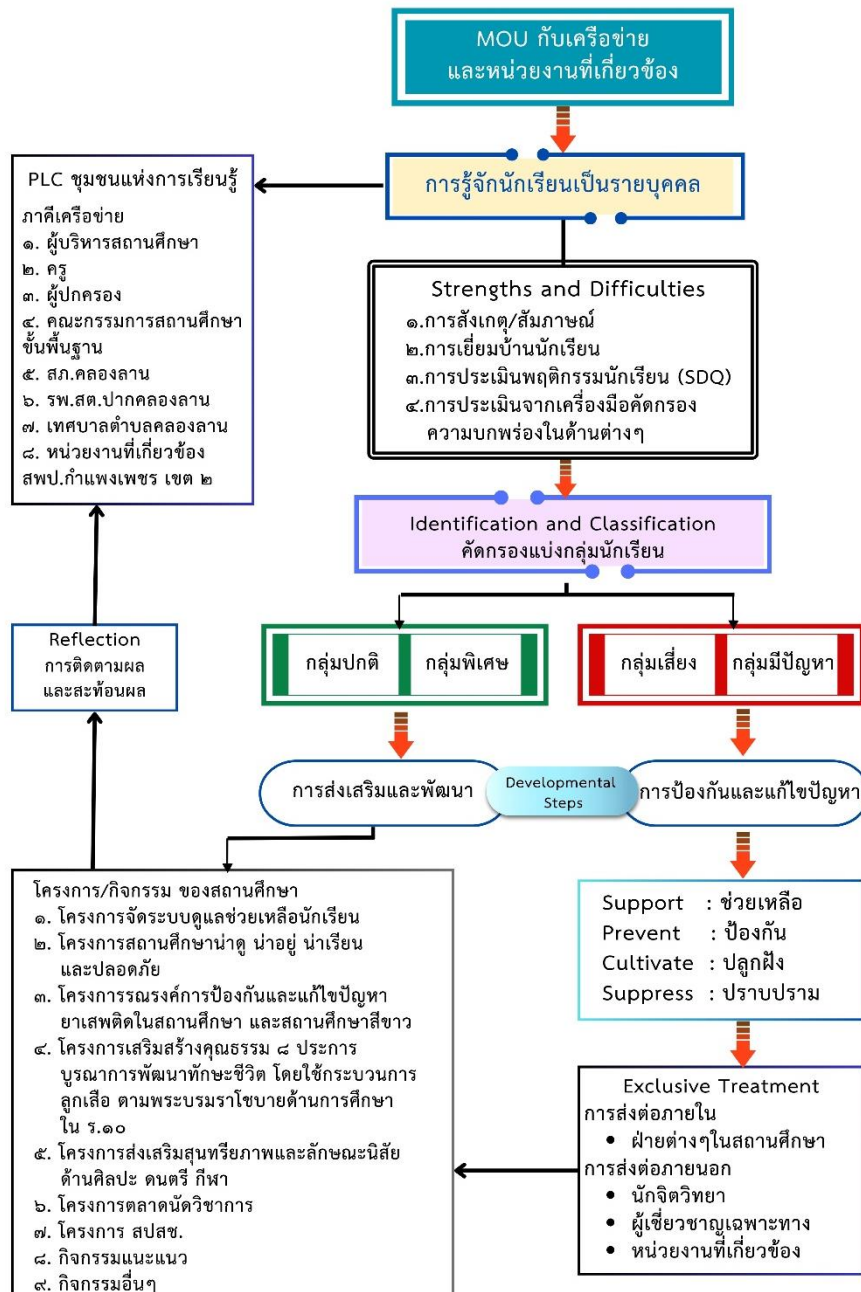 MOU กับเครือข่าย
และหน่วยงานที่เกี่ยวข้อง
การรู้จักนักเรียนเป็นรายบุคคล
PLC ชุมชนแห่งการเรียนรู้
ภาคีเครือข่าย
๑. ผู้บริหารสถานศึกษา
๒. ครู
๓. ผู้ปกครอง
๔. คณะกรรมการสถานศึกษา
ขั้นพื้นฐาน
๕. สภ.คลองลาน
๖. รพ.สต.ปากคลองลาน
๗. เทศบาลตำบลคลองลาน
๘. หน่วยงานที่เกี่ยวข้อง
สพป.กำแพงเพชร เขต ๒
Strengths and Difficulties
๑.การสังเกตุ/สัมภาษณ์
๒.การเยี่ยมบ้านนักเรียน
๓.การประเมินพฤติกรรมนักเรียน (SDQ)
๔.การประเมินจากเครื่องมือคัดกรอง
ความบกพร่องในด้านต่างๆ
Identification and Classification
คัดกรองแบ่งกลุ่มนักเรียน
กลุ่มปกติ
กลุ่มพิเศษ
กลุ่มเสี่ยง
กลุ่มมีปัญหา
Reflection
การติดตามผล
และสะท้อนผล
การส่งเสริมและพัฒนา
Developmental
Steps
การป้องกันและแก้ไขปัญหา
Support : ช่วยเหลือ
Prevent : ป้องกัน
Cultivate : ปลูกฝัง
Suppress : ปราบปราม
Exclusive Treatment
การส่งต่อภายใน
• ฝ่ายต่างๆในสถานศึกษา
การส่งต่อภายนอก
• นักจิตวิทยา
• ผู้เชี่ยวชาญเฉพาะทาง
• หน่วยงานที่เกี่ยวข้อง
โครงการ/กิจกรรม ของสถานศึกษา
๑. โครงการจัดระบบดูแลช่วยเหลือนักเรียน
๒. โครงการสถานศึกษาน่าดู น่าอยู่ น่าเรียน
และปลอดภัย
๓. โครงการรณรงค์การป้องกันและแก้ไขปัญหา
ยาเสพติดในสถานศึกษา และสถานศึกษาสีขาว
๔. โครงการเสริมสร้างคุณธรรม ๘ ประการ
บูรณาการพัฒนาทักษะชีวิต โดยใช้กระบวนการ
ลูกเสือ ตามพระบรมราโชบายด้านการศึกษา
ใน ร.๑๐
๕. โครงการส่งเสริมสุนทรียภาพและลักษณะนิสัย
ด้านศิลปะ ดนตรี กีฬา
๖. โครงการตลาดนัดวิชาการ
๗. โครงการ สปสช.
๘. กิจกรรมแนะแนว
๙. กิจกรรมอื่นๆ